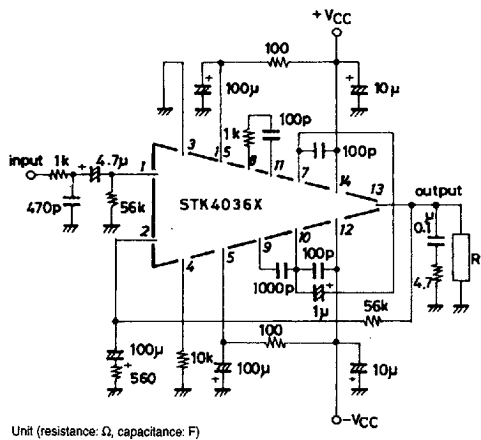 +VCC
100
100µ
10µ
100p
1k
3
15
8
11
7
100p
14
13
input
1k
4.7µ
1
output
470p
56k
STK4036X
0.1µ
2
12
R
4
5
9
10
100p
4.7
1000p
1µ
56k
100
100µ
560
10k
100µ
10µ
-VCC
Unit (resistance: Ω, capacitance: F)